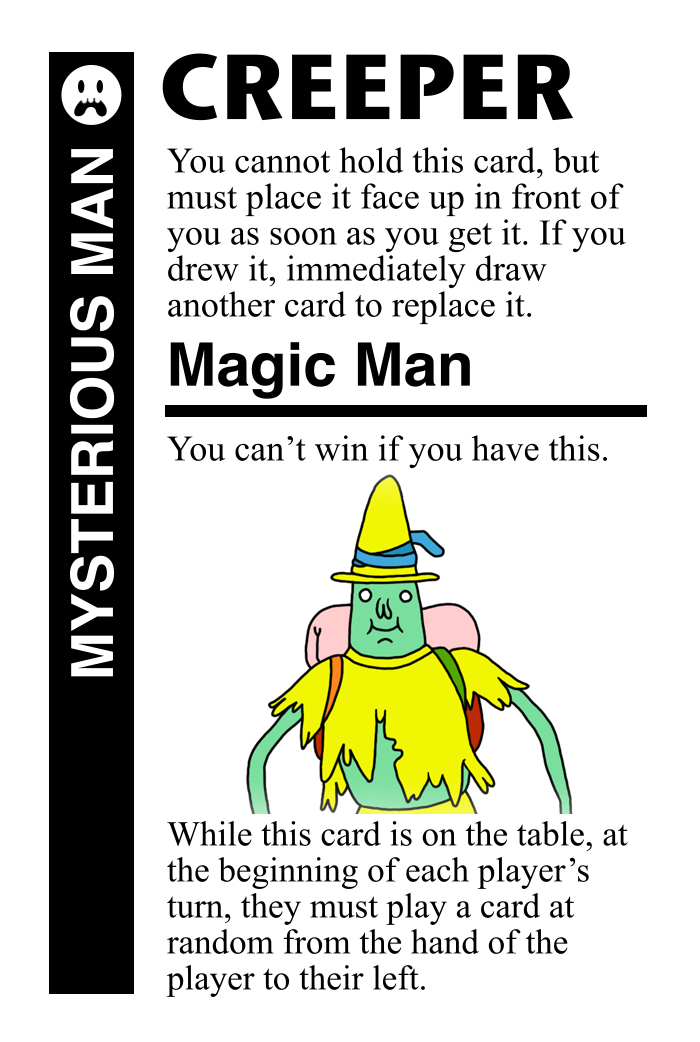 MYSTERIOUS MAN
CREEPER
You cannot hold this card, but
must place it face up in front of
you as soon as you get it. If you
drew it, immediately draw
another card to replace it.
Magic Man
You can’t win if you have this.
While this card is on the table, at
the beginning of each player’s
turn, they must play a card at
random from the hand of the
player to their left.